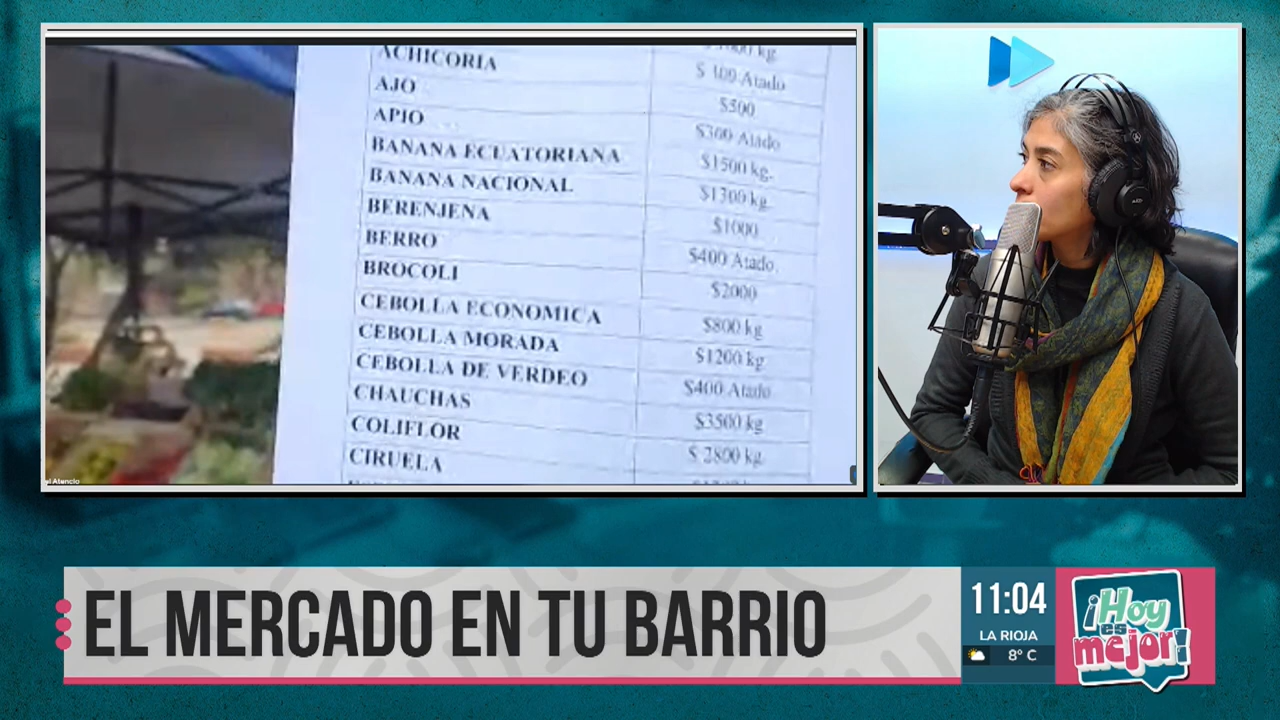 ACHICORIA $ 100 Atado
AJO $500
APIO $300 Atado
BANANA ECUATORIANA $1500 kg.
BANANA NACIONAL $1300 kg
BERENJENA $1000
BERRO $400 Atado
BROCOLI $2000
CEBOLLA ECONOMICA $800 kg
CEBOLLA MORADA $1200 kg
CEBOLLA DE VERDEO $400 Atado
CHAUCHAS $3500 kg
COLIFLOR $ 2800 kg
CIRUELA
Atencio
EL MERCADO EN TU BARRIO
11:04
LA RIOJA
8° C
¡Hoy
es
mejor!